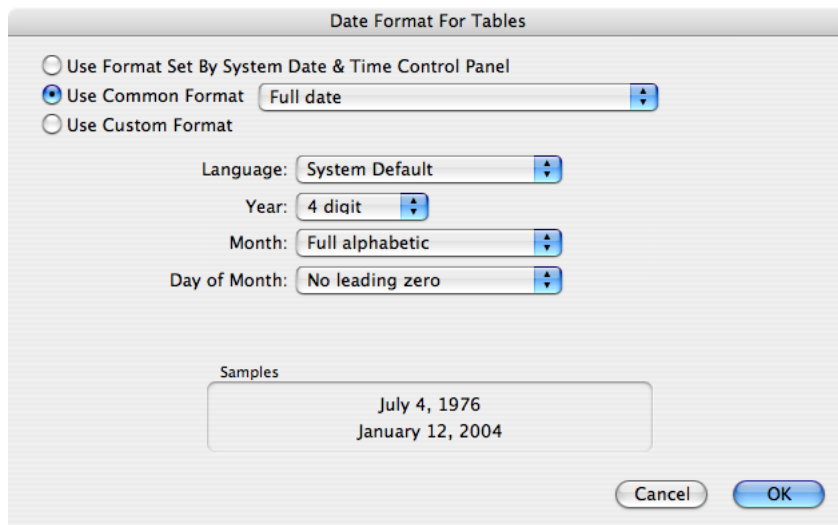 Date Format For Tables
Use Format Set By System Date & Time Control Panel
Use Common Format Full date
Use Custom Format
Language: System Default
Year: 4 digit
Month: Full alphabetic
Day of Month: No leading zero
Samples
July 4, 1976
January 12, 2004
Cancel OK